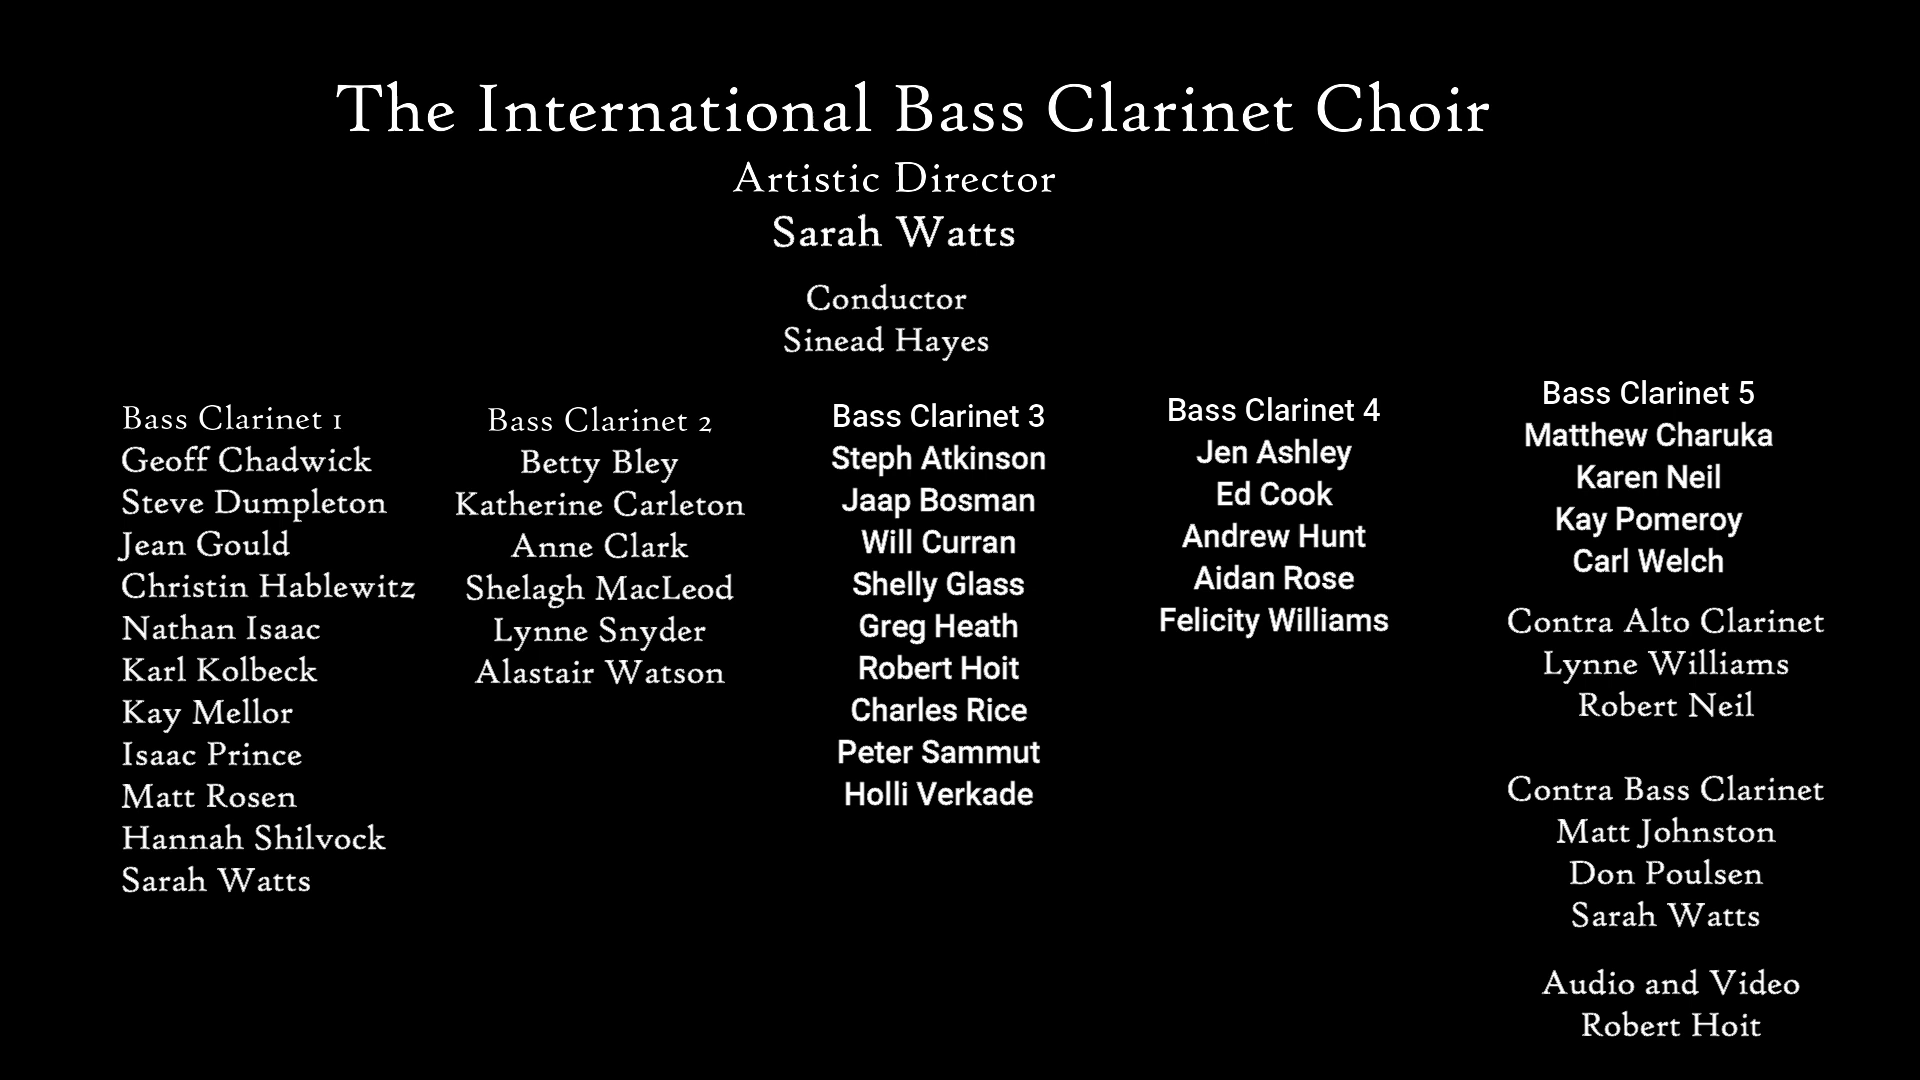 The International Bass Clarinet Choir
Artistic Director
Sarah Watts
Conductor
Sinead Hayes
Bass Clarinet 1
Geoff Chadwick
Steve Dumpleton
Jean Gould
Christin Hablewitz
Nathan Isaac
Karl Kolbeck
Kay Mellor
Isaac Prince
Matt Rosen
Hannah Shilvock
Sarah Watts
Bass Clarinet 2
Betty Bley
Katherine Carleton
Anne Clark
Shelagh MacLeod
Lynne Snyder
Alastair Watson
Bass Clarinet 3
Steph Atkinson
Jaap Bosman
Will Curran
Shelly Glass
Greg Heath
Robert Hoit
Charles Rice
Peter Sammut
Holli Verkade
Bass Clarinet 4
Jen Ashley
Ed Cook
Andrew Hunt
Aidan Rose
Felicity Williams
Bass Clarinet 5
Matthew Charuka
Karen Neil
Kay Pomeroy
Carl Welch
Contra Alto Clarinet
Lynne Williams
Robert Neil
Contra Bass Clarinet
Matt Johnston
Don Poulsen
Sarah Watts
Audio and Video
Robert Hoit